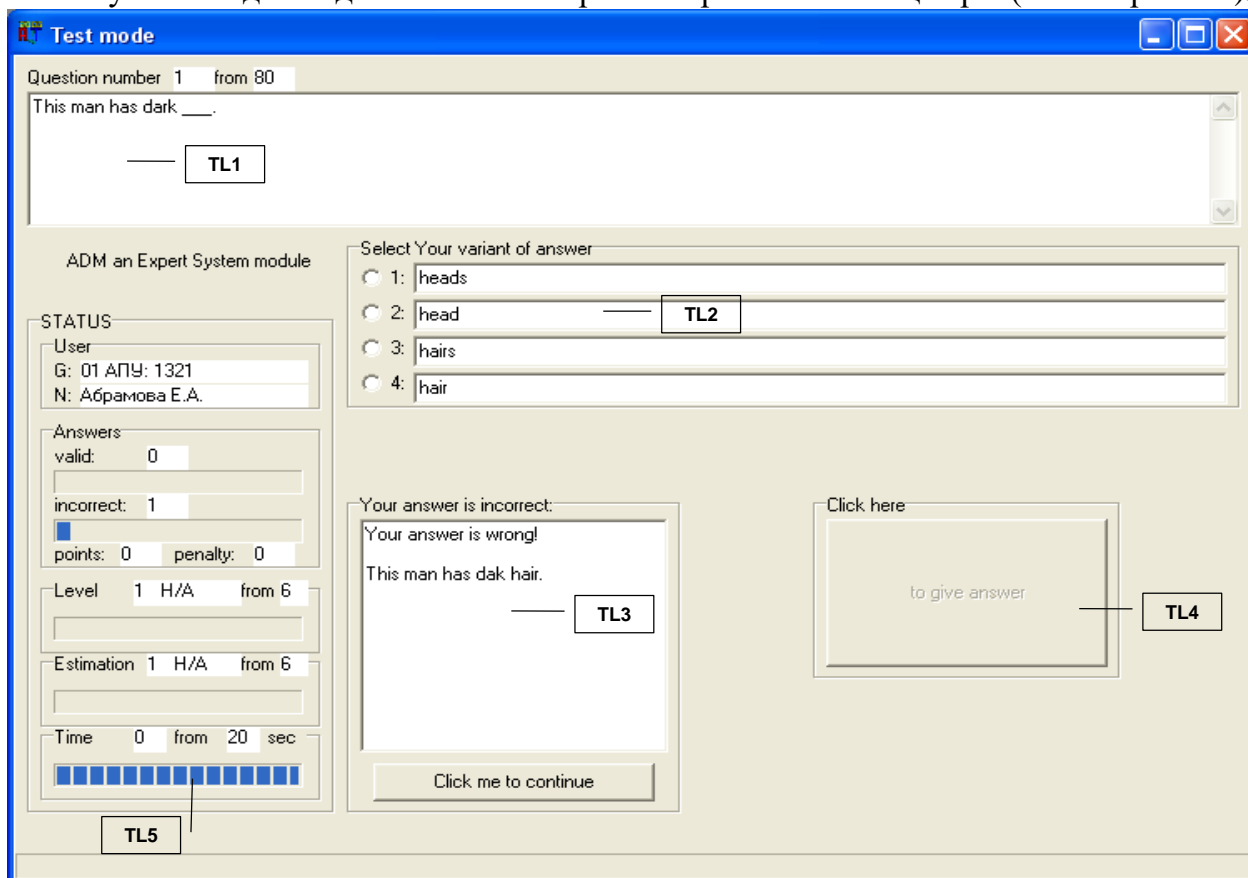 Test mode
Question number 1 from 80
This man has dark ___.
TL1
ADM an Expert System module
Select Your variant of answer
1: heads
2: head
TL2
3: hairs
4: hair
STATUS
User
G: 01 АПУ: 1321
N: Абрамова Е.А.
Answers
valid: 0
incorrect: 1
points: 0 penalty: 0
Level 1 Н/А from 6
Estimation 1 Н/А from 6
Time 0 from 20 sec
TL5
Your answer is incorrect:
Your answer is wrong!
This man has dak hair.
TL3
Click me to continue
Click here
to give answer
TL4